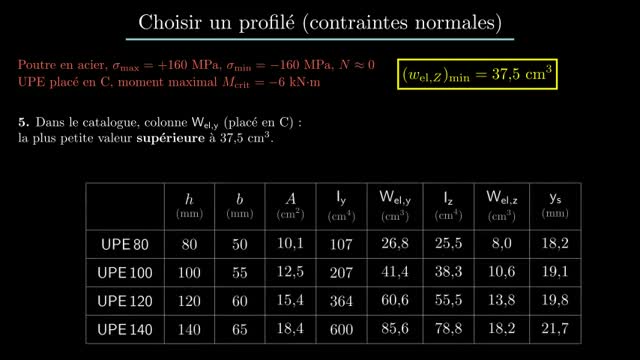 Choisir un profilé (contraintes normales)
Poutre en acier, σmax = +160 MPa, σmin = −160 MPa, N ≈ 0
UPE placé en C, moment maximal Mcrit = −6 kN·m
(wel,Z)min = 37,5 cm³
5. Dans le catalogue, colonne Wel,y (placé en C) :
la plus petite valeur supérieure à 37,5 cm³.
h b A Iy Wel,y Iz Wel,z ys
(mm) (mm) (cm²) (cm⁴) (cm³) (cm⁴) (cm³) (mm)
UPE 80 80 50 10,1 107 26,8 25,5 8,0 18,2
UPE 100 100 55 12,5 207 41,4 38,3 10,6 19,1
UPE 120 120 60 15,4 364 60,6 55,5 13,8 19,8
UPE 140 140 65 18,4 600 85,6 78,8 18,2 21,7